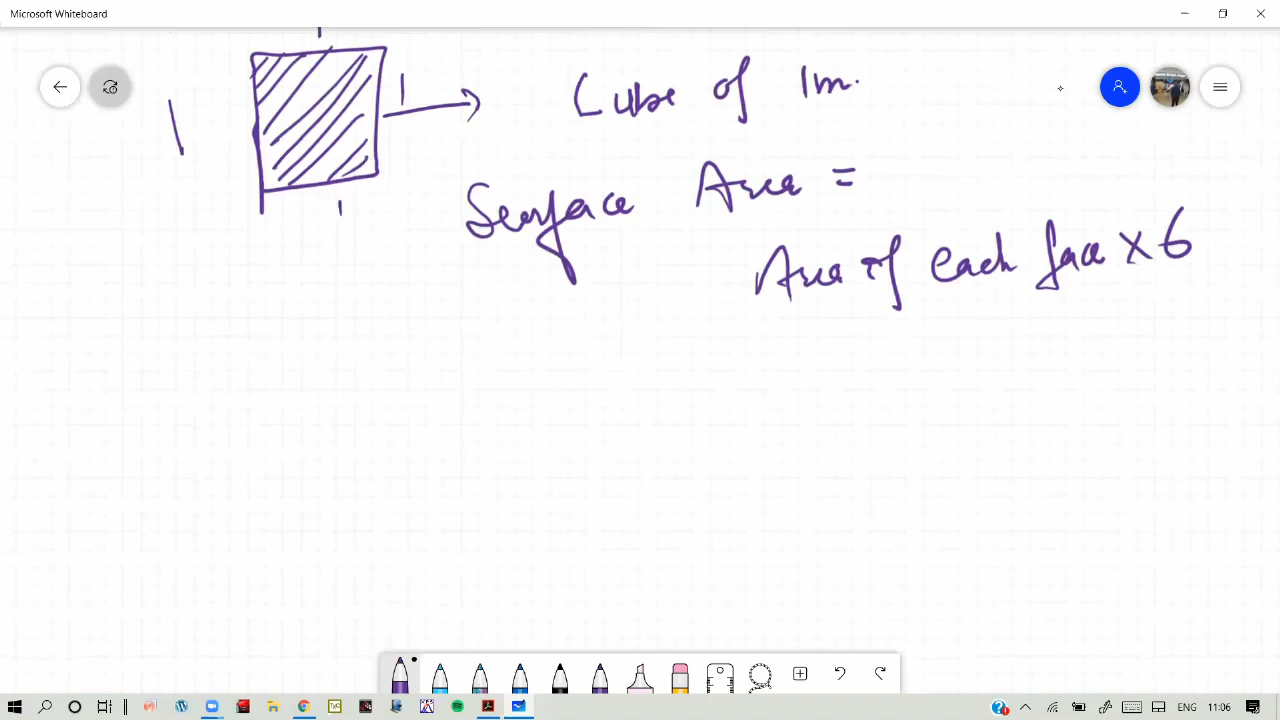 Microsoft Whiteboard
1
1 Cube of 1m.
1
Surface Area =
Area of each face × 6
ENG 11:06